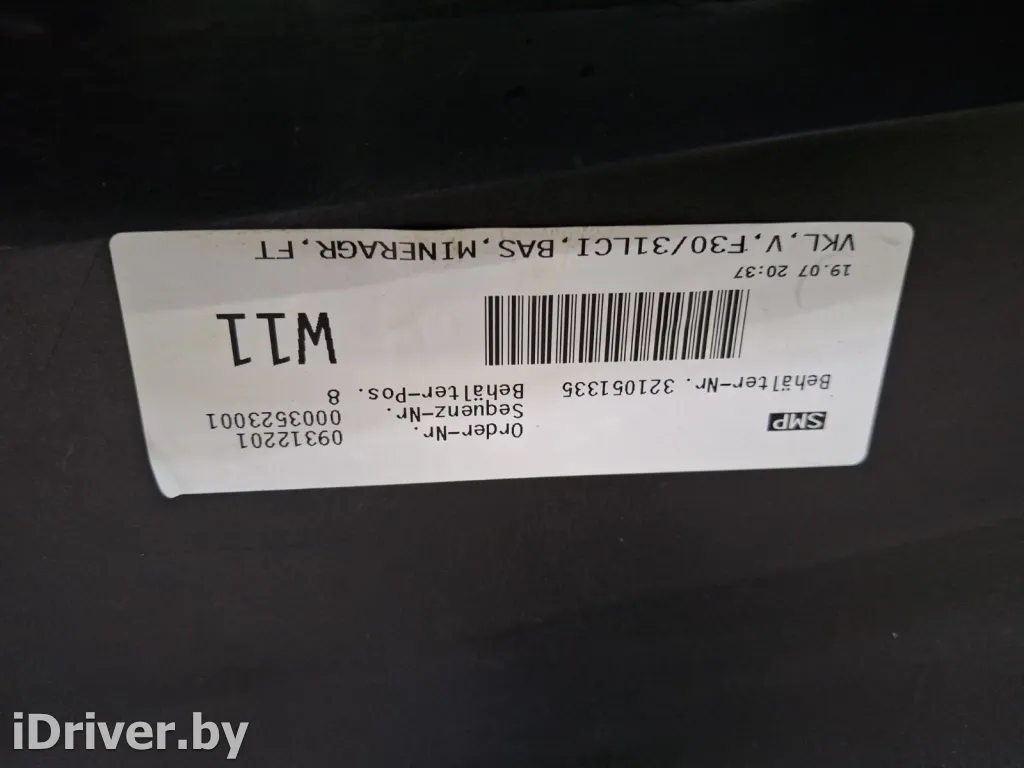 SMP
Order-Nr. 09312201
Sequenz-Nr. 0003523001
Behälter-Nr. 321051335 Behälter-Pos. 8
W11
19.07 20:37
VKL,V,F30/31LCI,BAS,MINERAGR,FT
iDriver.by